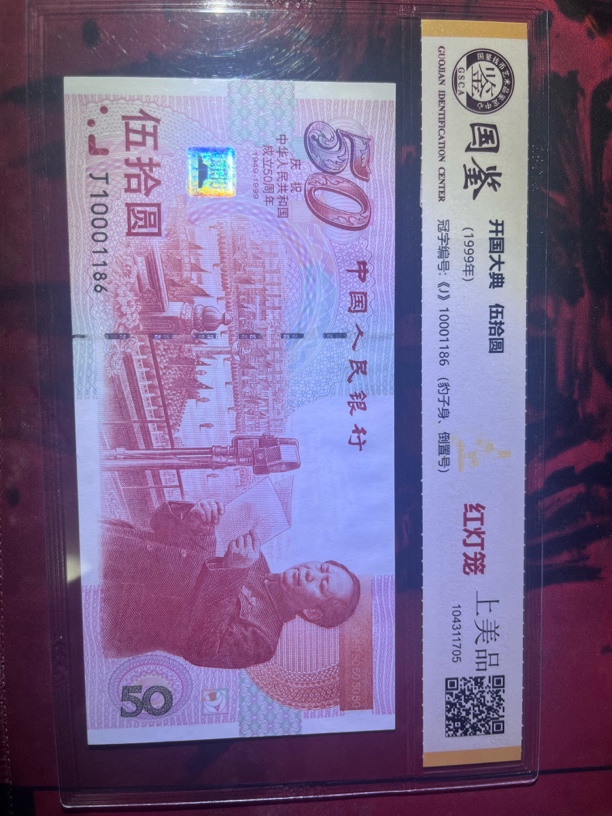 GSCA
GUOJIAN IDENTIFICATION CENTER
国鉴
开国大典 伍拾圆
(1999年)
冠字编号:《J》10001186 (豹子身、倒置号)
红灯笼
上美品
104311705
50
中国人民银行
庆祝
中华人民共和国
成立50周年
1949-1999
伍拾圆
J10001186
50